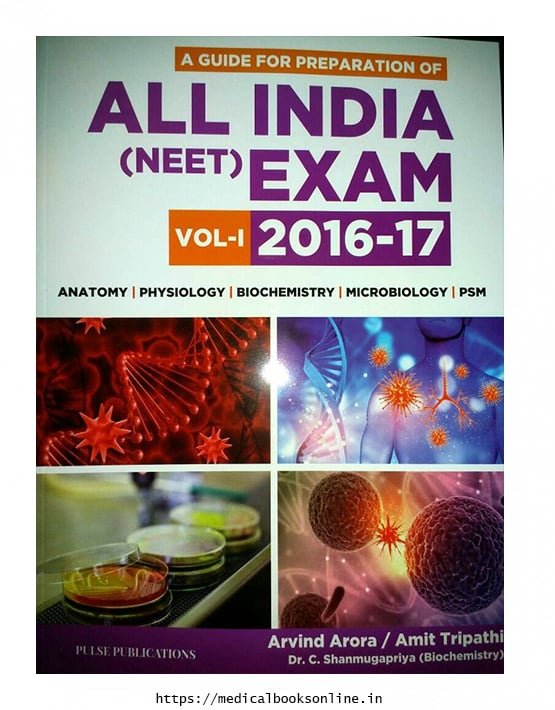 A GUIDE FOR PREPARATION OF
ALL INDIA
(NEET) EXAM
VOL-I 2016-17
ANATOMY | PHYSIOLOGY | BIOCHEMISTRY | MICROBIOLOGY | PSM
Arvind Arora / Amit Tripathi
PULSE PUBLICATIONS
Dr. C. Shanmugapriya (Biochemistry)
https://medicalbooksonline.in